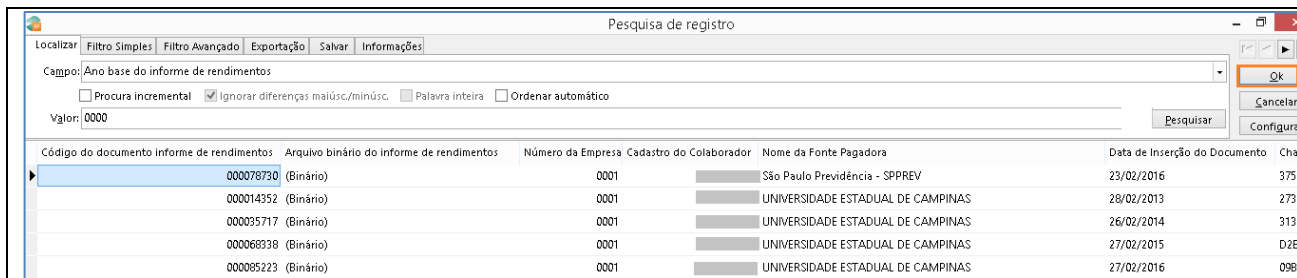 Pesquisa de registro
Localizar Filtro Simples Filtro Avançado Exportação Salvar Informações
Campo: Ano base do informe de rendimentos
Ok
Procura incremental Ignorar diferenças maiúsc./minúsc. Palavra inteira Ordenar automático
Cancelar
Valor: 0000 Pesquisar
Configura
Código do documento informe de rendimentos Arquivo binário do informe de rendimentos Número da Empresa Cadastro do Colaborador Nome da Fonte Pagadora Data de Inserção do Documento Cha
000078730 (Binário) 0001 São Paulo Previdência - SPPREV 23/02/2016 375
000014352 (Binário) 0001 UNIVERSIDADE ESTADUAL DE CAMPINAS 28/02/2013 273
000035717 (Binário) 0001 UNIVERSIDADE ESTADUAL DE CAMPINAS 26/02/2014 313
000068338 (Binário) 0001 UNIVERSIDADE ESTADUAL DE CAMPINAS 27/02/2015 D2E
000085223 (Binário) 0001 UNIVERSIDADE ESTADUAL DE CAMPINAS 27/02/2016 09B